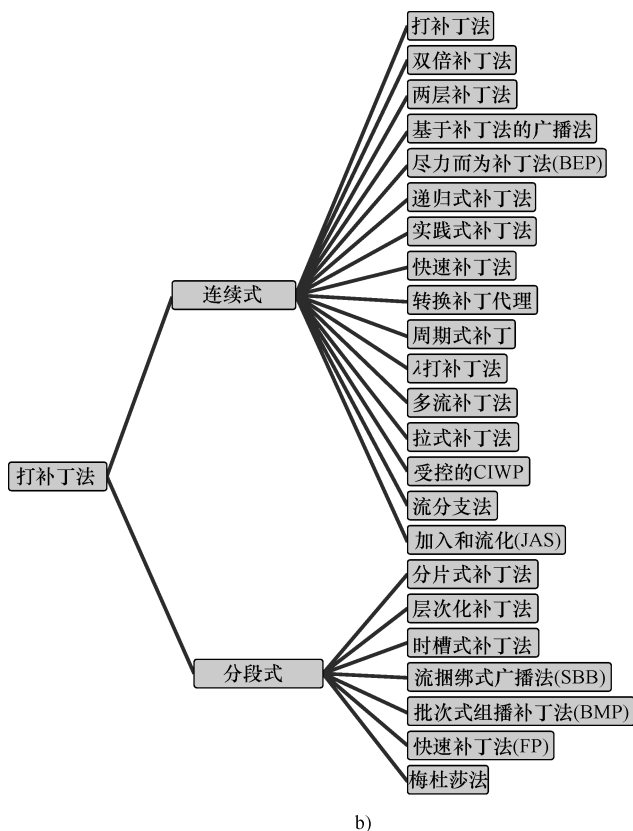 打补丁法
双倍补丁法
两层补丁法
基于补丁法的广播法
尽力而为补丁法(BEP)
递归式补丁法
实践式补丁法
快速补丁法
连续式
转换补丁代理
周期式补丁
λ打补丁法
多流补丁法
拉式补丁法
打补丁法
受控的CIWP
流分支法
加入和流化(JAS)
分片式补丁法
层次化补丁法
时槽式补丁法
分段式
流捆绑式广播法(SBB)
批次式组播补丁法(BMP)
快速补丁法(FP)
梅杜莎法
b)